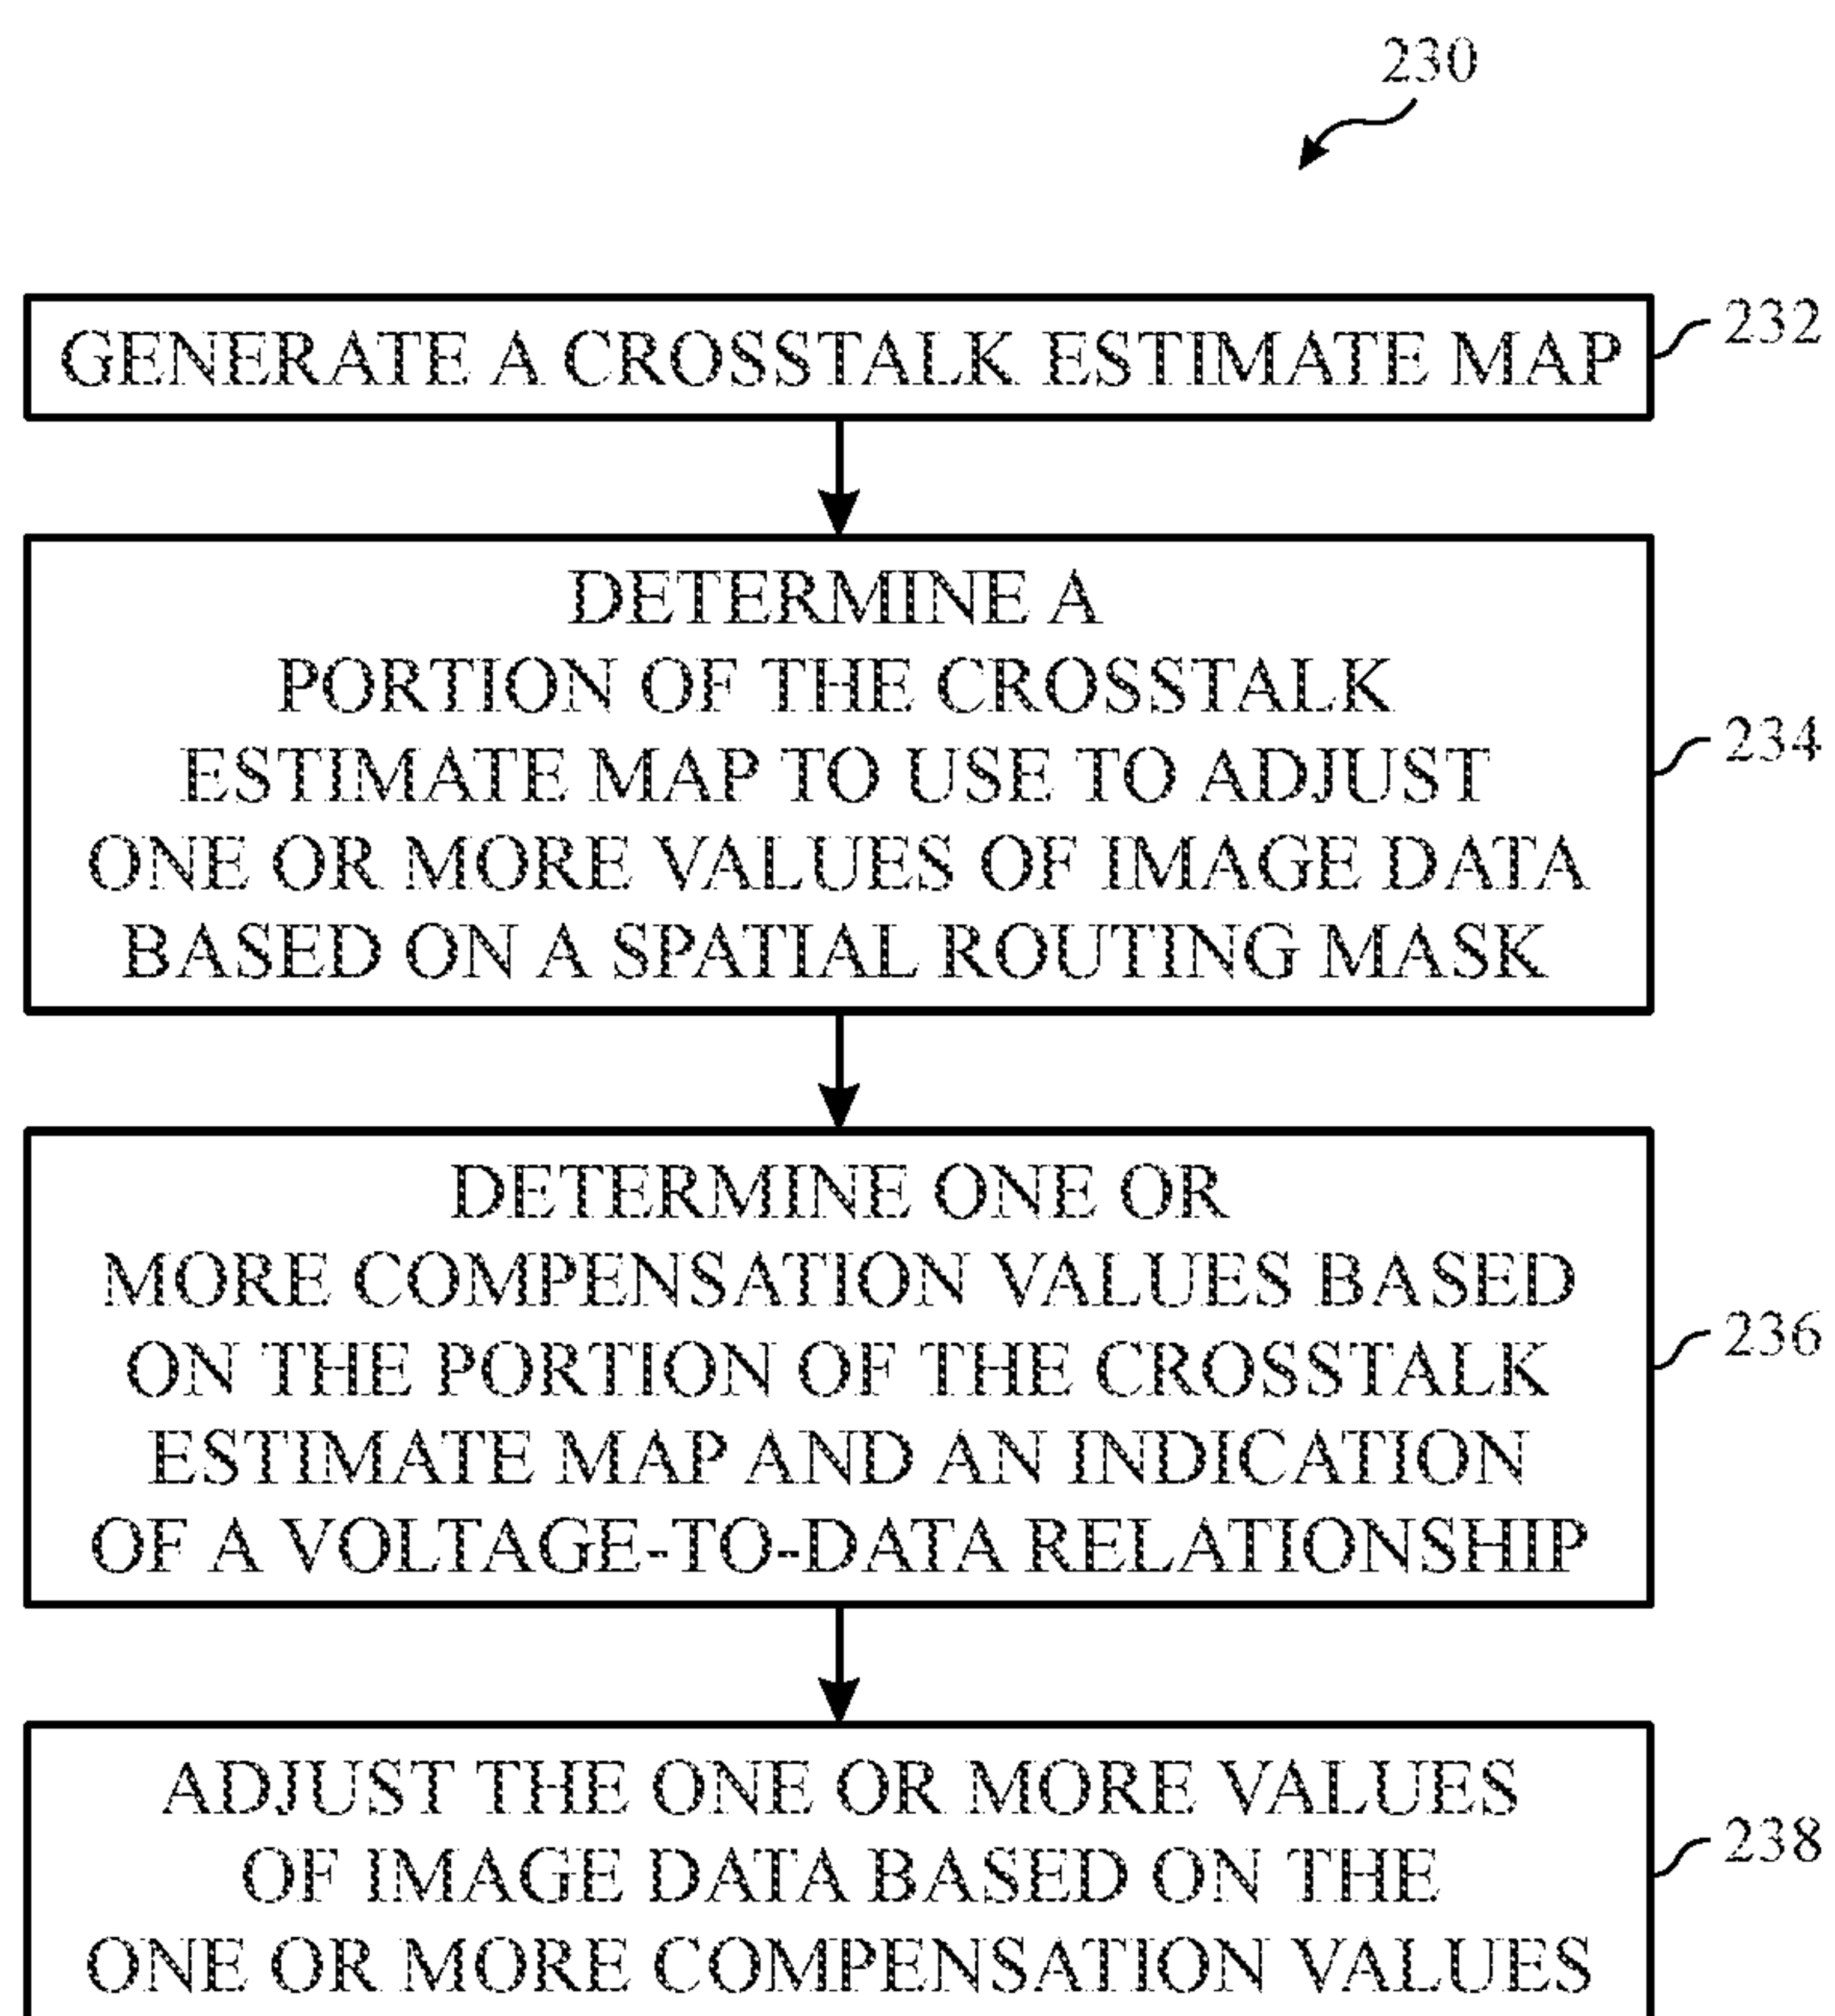 230
GENERATE A CROSSTALK ESTIMATE MAP
232
DETERMINE A
PORTION OF THE CROSSTALK
ESTIMATE MAP TO USE TO ADJUST
ONE OR MORE VALUES OF IMAGE DATA
BASED ON A SPATIAL ROUTING MASK
234
DETERMINE ONE OR
MORE COMPENSATION VALUES BASED
ON THE PORTION OF THE CROSSTALK
ESTIMATE MAP AND AN INDICATION
OF A VOLTAGE-TO-DATA RELATIONSHIP
236
ADJUST THE ONE OR MORE VALUES
OF IMAGE DATA BASED ON THE
ONE OR MORE COMPENSATION VALUES
238